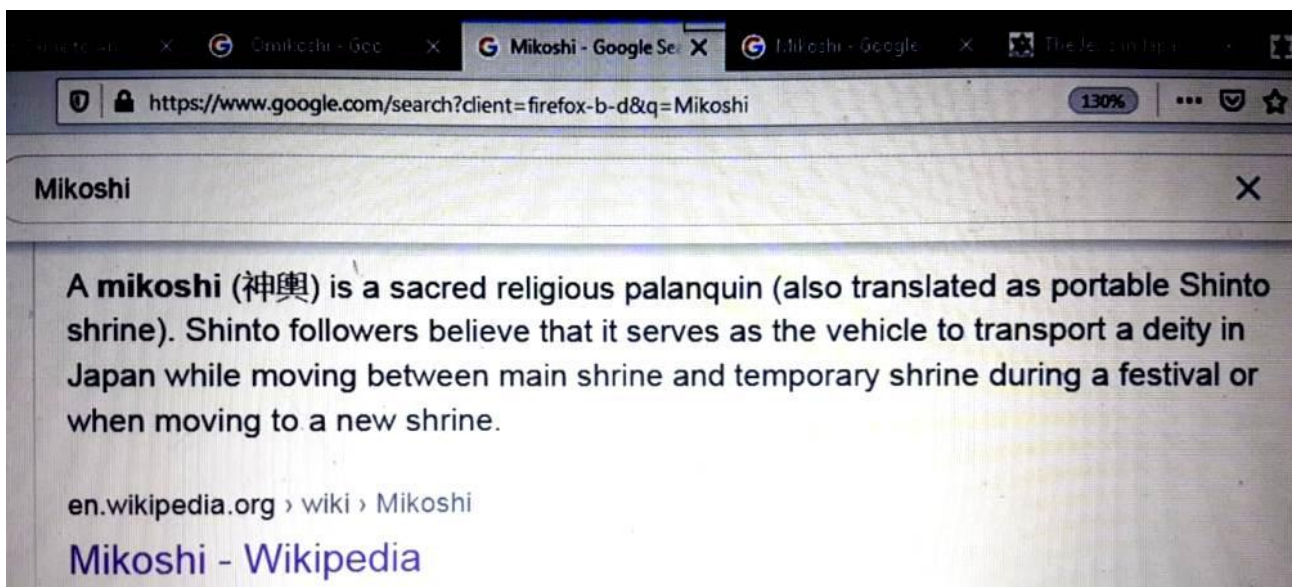 Omikoshi - Goo
Mikoshi - Google Se
Mikoshi - Google
https://www.google.com/search?client=firefox-b-d&q=Mikoshi
130%
Mikoshi
A mikoshi (神輿) is a sacred religious palanquin (also translated as portable Shinto
shrine). Shinto followers believe that it serves as the vehicle to transport a deity in
Japan while moving between main shrine and temporary shrine during a festival or
when moving to a new shrine.
en.wikipedia.org › wiki › Mikoshi
Mikoshi - Wikipedia